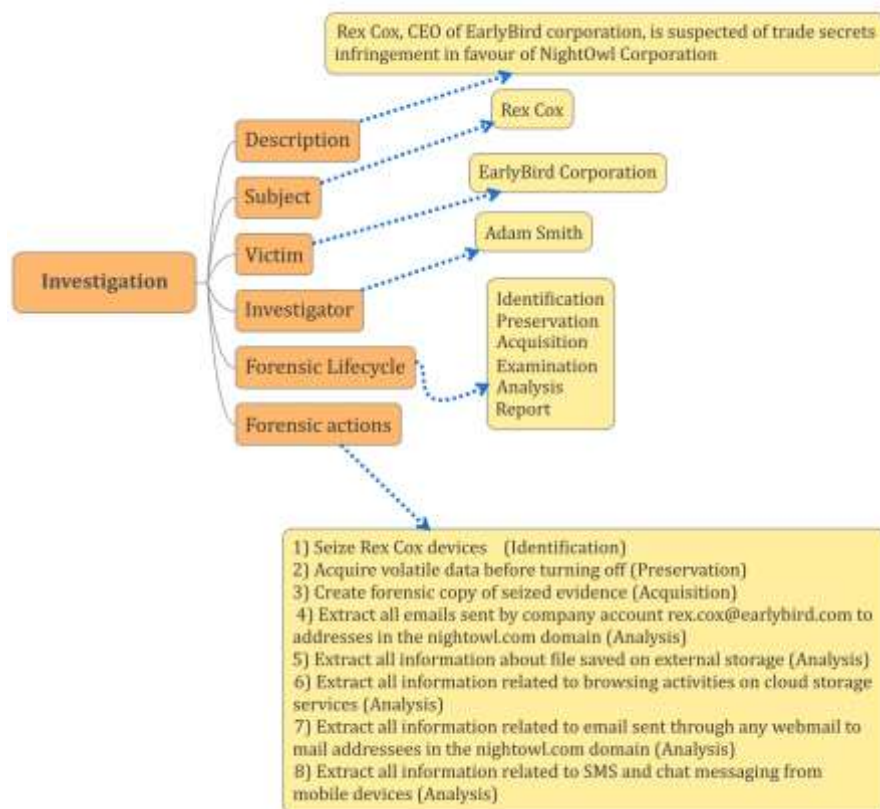 Rex Cox, CEO of EarlyBird corporation, is suspected of trade secrets
infringement in favour of NightOwl Corporation
Description
Rex Cox
Subject
EarlyBird Corporation
Victim
Adam Smith
Investigation
Investigator
Identification
Preservation
Acquisition
Examination
Analysis
Report
Forensic Lifecycle
Forensic actions
1) Seize Rex Cox devices (Identification)
2) Acquire volatile data before turning off (Preservation)
3) Create forensic copy of seized evidence (Acquisition)
4) Extract all emails sent by company account rex.cox@earlybird.com to
addresses in the nightowl.com domain (Analysis)
5) Extract all information about file saved on external storage (Analysis)
6) Extract all information related to browsing activities on cloud storage
services (Analysis)
7) Extract all information related to email sent through any webmail to
mail addressees in the nightowl.com domain (Analysis)
8) Extract all information related to SMS and chat messaging from
mobile devices (Analysis)